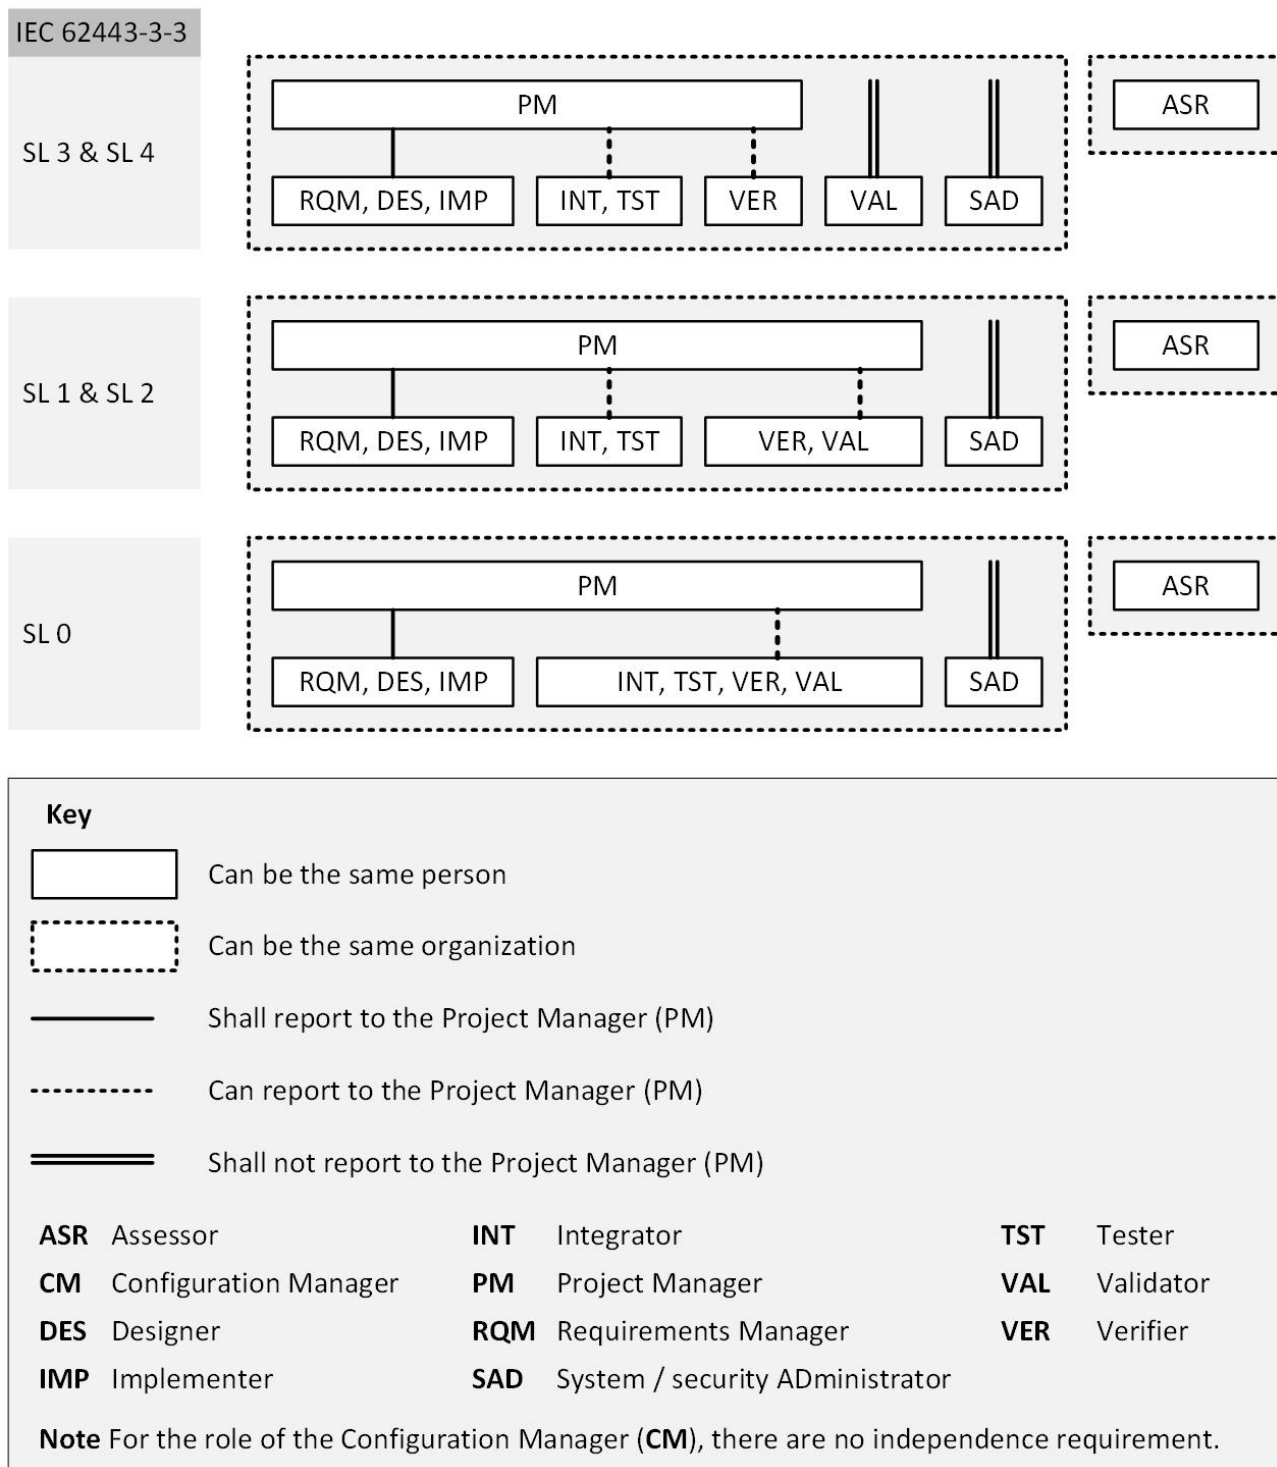 IEC 62443-3-3
SL 3 & SL 4
PM
ASR
RQM, DES, IMP
INT, TST
VER
VAL
SAD
SL 1 & SL 2
PM
ASR
RQM, DES, IMP
INT, TST
VER, VAL
SAD
SL 0
PM
ASR
RQM, DES, IMP
INT, TST, VER, VAL
SAD
Key
Can be the same person
Can be the same organization
Shall report to the Project Manager (PM)
Can report to the Project Manager (PM)
Shall not report to the Project Manager (PM)
ASR Assessor INT Integrator TST Tester
CM Configuration Manager PM Project Manager VAL Validator
DES Designer RQM Requirements Manager VER Verifier
IMP Implementer SAD System / security ADministrator
Note For the role of the Configuration Manager (CM), there are no independence requirement.